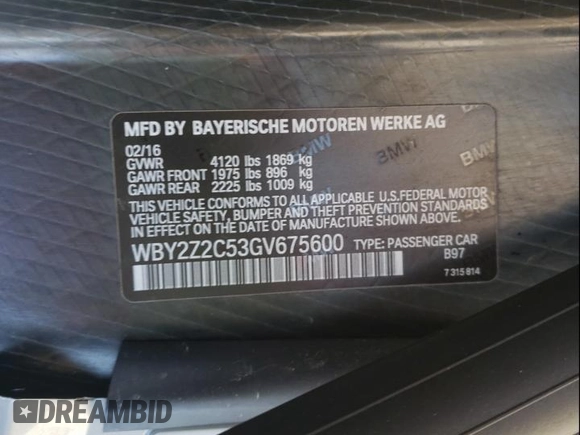 MFD BY BAYERISCHE MOTOREN WERKE AG
02/16
GVWR 4120 lbs 1869 kg
GAWR FRONT 1975 lbs 896 kg
GAWR REAR 2225 lbs 1009 kg
THIS VEHICLE CONFORMS TO ALL APPLICABLE U.S.FEDERAL MOTOR
VEHICLE SAFETY, BUMPER AND THEFT PREVENTION STANDARDS
IN EFFECT ON THE DATE OF MANUFACTURE SHOWN ABOVE.
WBY2Z2C53GV675600 TYPE: PASSENGER CAR
B97
7 315 814
BMW
BMW
DREAMBID